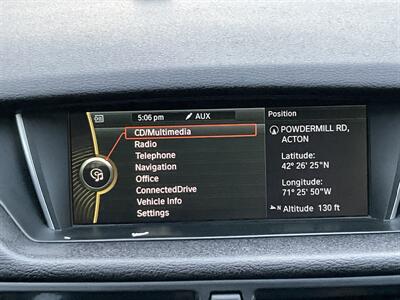 5:06 pm AUX
CD/Multimedia
Radio
Telephone
Navigation
Office
ConnectedDrive
Vehicle Info
Settings
Position
POWDERMILL RD,
ACTON
Latitude:
42° 26' 25"N
Longitude:
71° 25' 50"W
N Altitude 130 ft